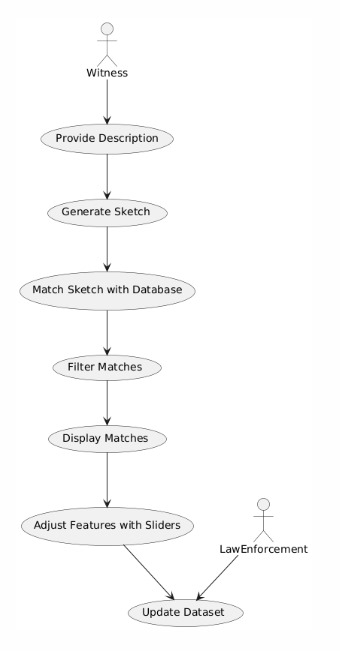 Witness
Provide Description
Generate Sketch
Match Sketch with Database
Filter Matches
Display Matches
Adjust Features with Sliders
LawEnforcement
Update Dataset